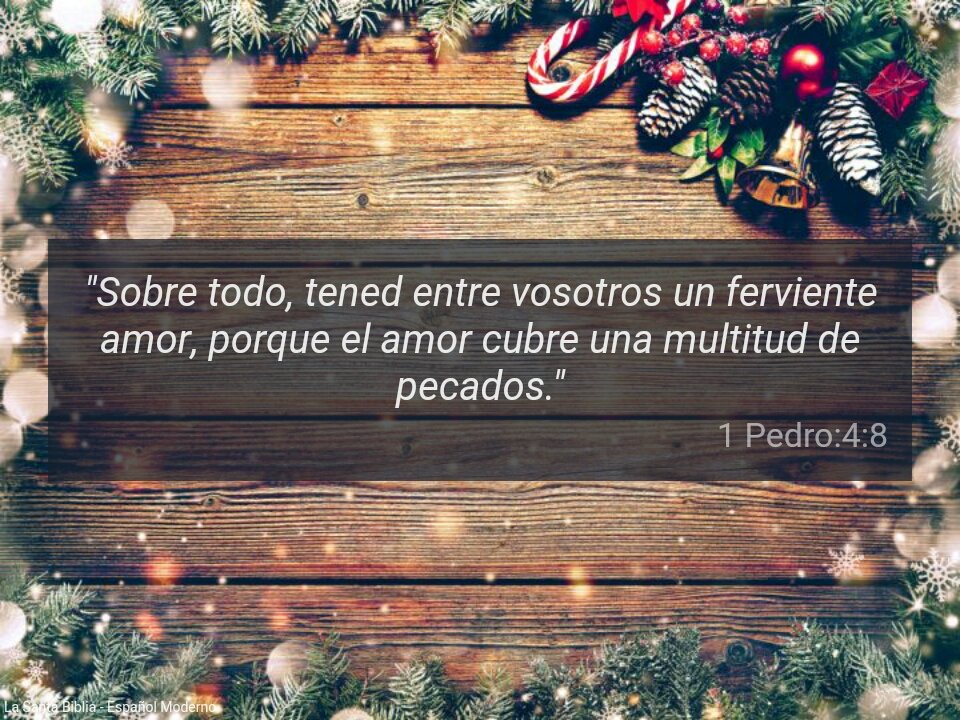 "Sobre todo, tened entre vosotros un ferviente
amor, porque el amor cubre una multitud de
pecados."
1 Pedro:4:8
La Santa Biblia - Español Moderno